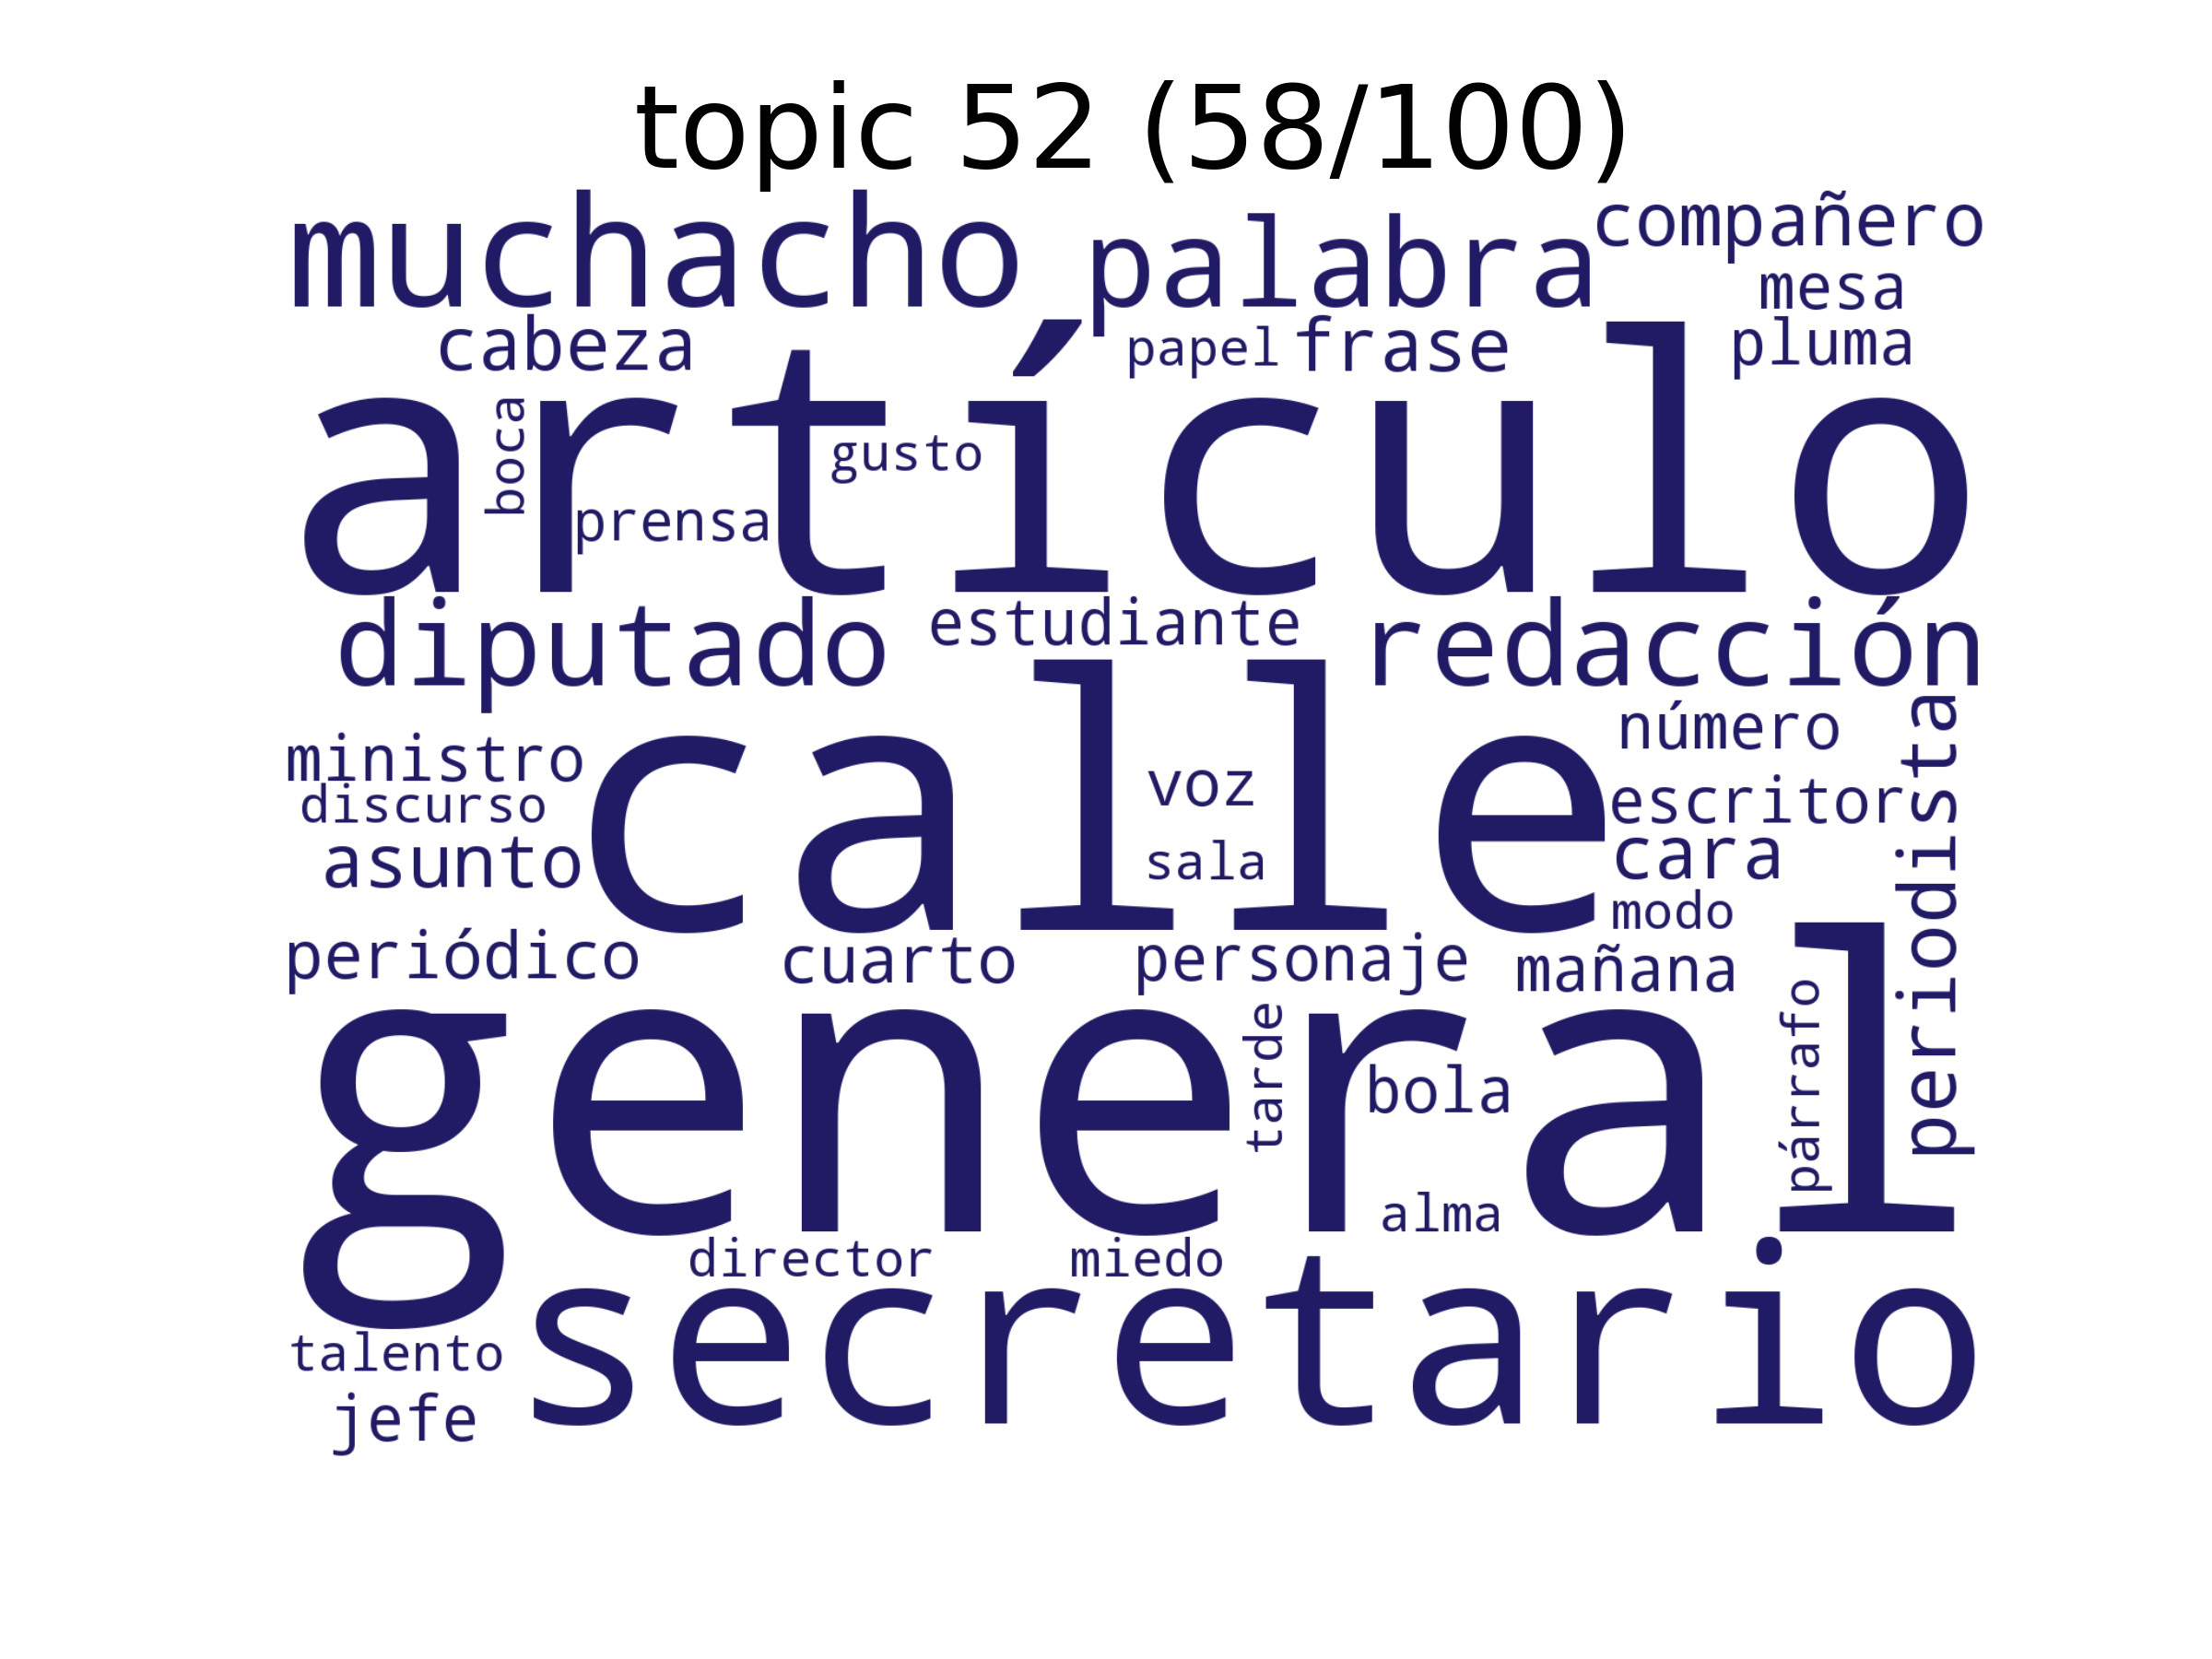 topic 52 (58/100)
muchacho palabra compañero
mesa
cabeza papel frase pluma
artículo
boca gusto
prensa
diputado estudiante redacción
calle
ministro número
discurso voz escritor
asunto sala cara
modo
periodista
periódico cuarto personaje mañana
general
tarde párrafo
bola
alma
director miedo
secretario
talento
jefe